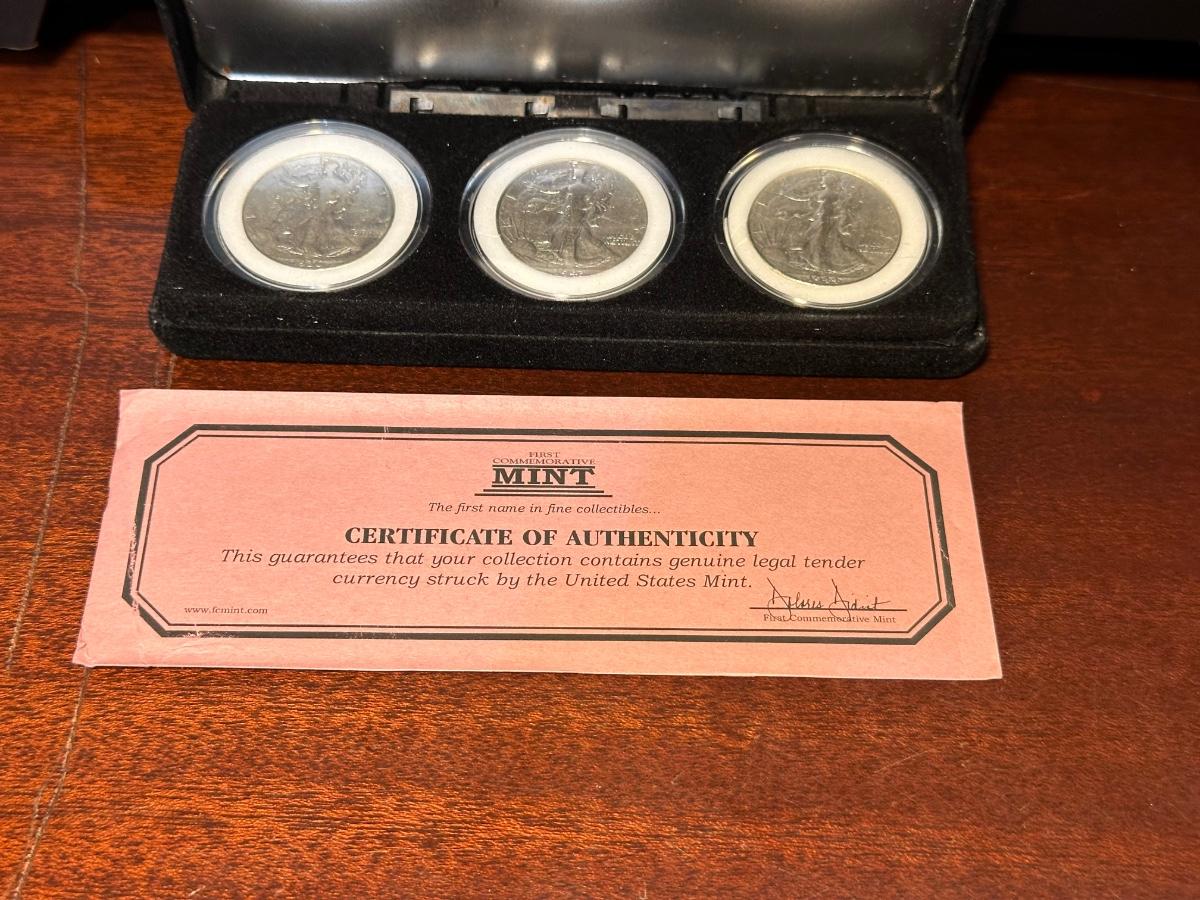 FIRST
COMMEMORATIVE
MINT
The first name in fine collectibles...
CERTIFICATE OF AUTHENTICITY
This guarantees that your collection contains genuine legal tender
currency struck by the United States Mint.
www.fcmint.com
First Commemorative Mint